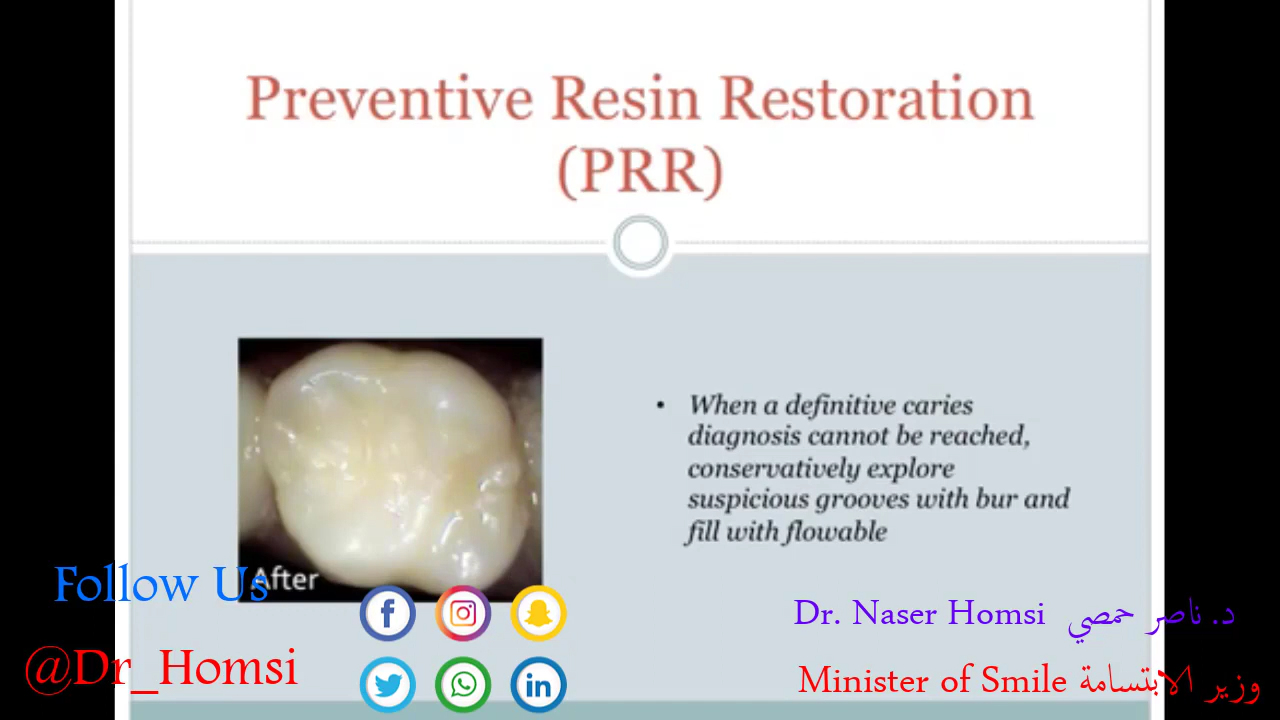 Preventive Resin Restoration
(PRR)
• When a definitive caries
diagnosis cannot be reached,
conservatively explore
suspicious grooves with bur and
fill with flowable
After
Follow Us
@Dr_Homsi
Dr. Naser Homsi د. ناصر حمصي
Minister of Smile وزير الابتسامة